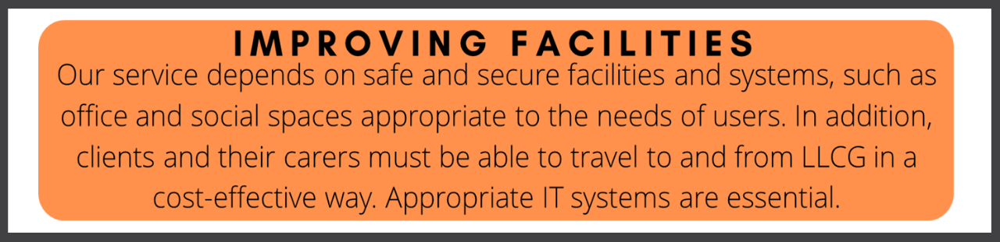 IMPROVING FACILITIES
Our service depends on safe and secure facilities and systems, such as
office and social spaces appropriate to the needs of users. In addition,
clients and their carers must be able to travel to and from LLCG in a
cost-effective way. Appropriate IT systems are essential.